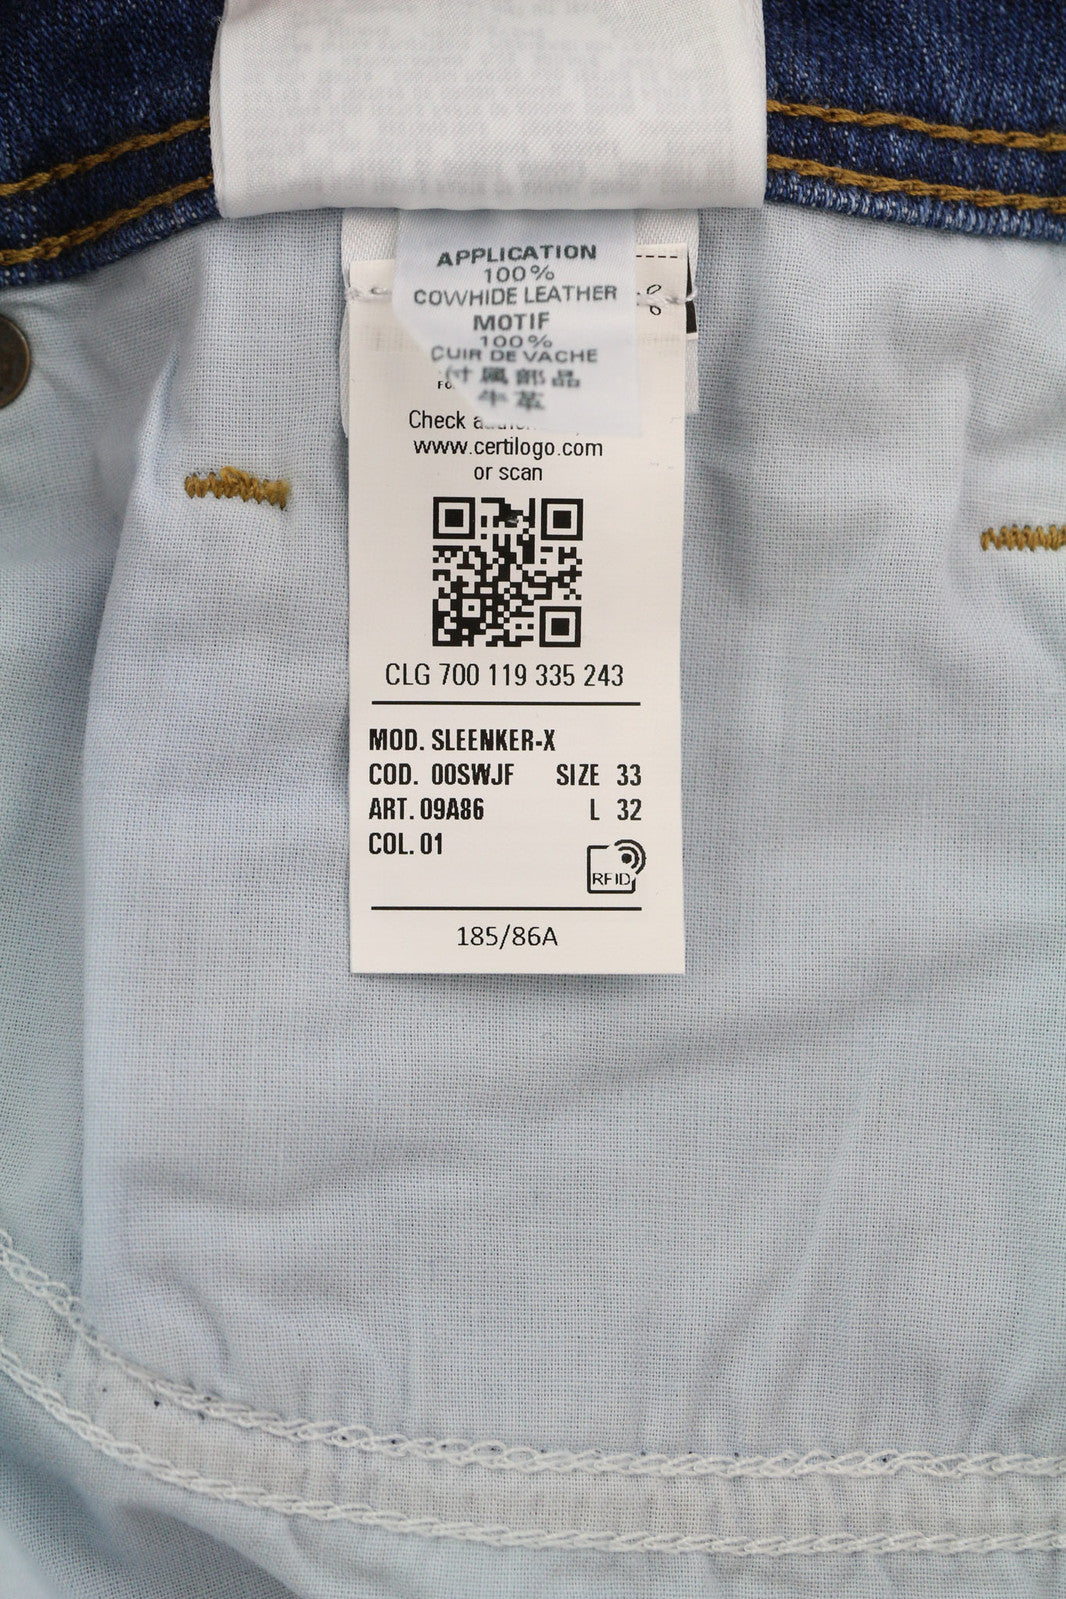 APPLICATION
100%
COWHIDE LEATHER
MOTIF
100%
CUIR DE VACHE
付属部品
牛革
Check
www.certilogo.com
or scan
CLG 700 119 335 243
MOD. SLEENKER-X
COD. 00SWJF SIZE 33
ART. 09A86 L 32
COL. 01
RFID
185/86A